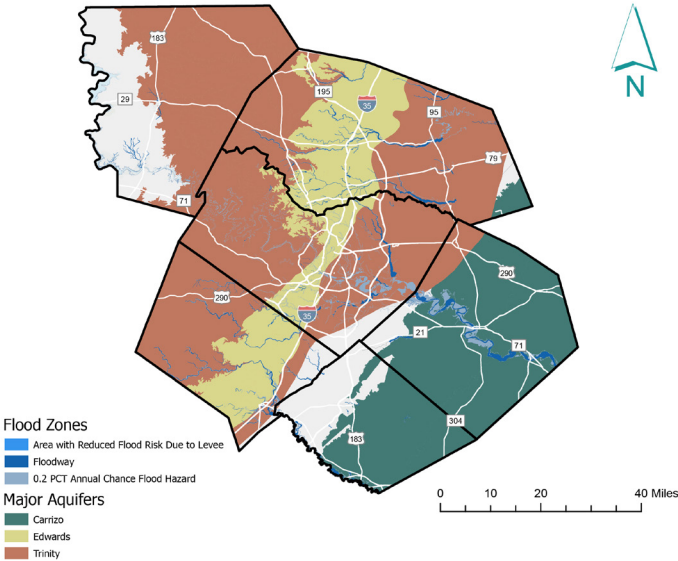 183
N
195
29
35
95
79
71
290
290
35
21
71
304
183
Flood Zones
Area with Reduced Flood Risk Due to Levee
Floodway
0.2 PCT Annual Chance Flood Hazard
Major Aquifers
Carrizo
Edwards
Trinity
0 10 20 40 Miles